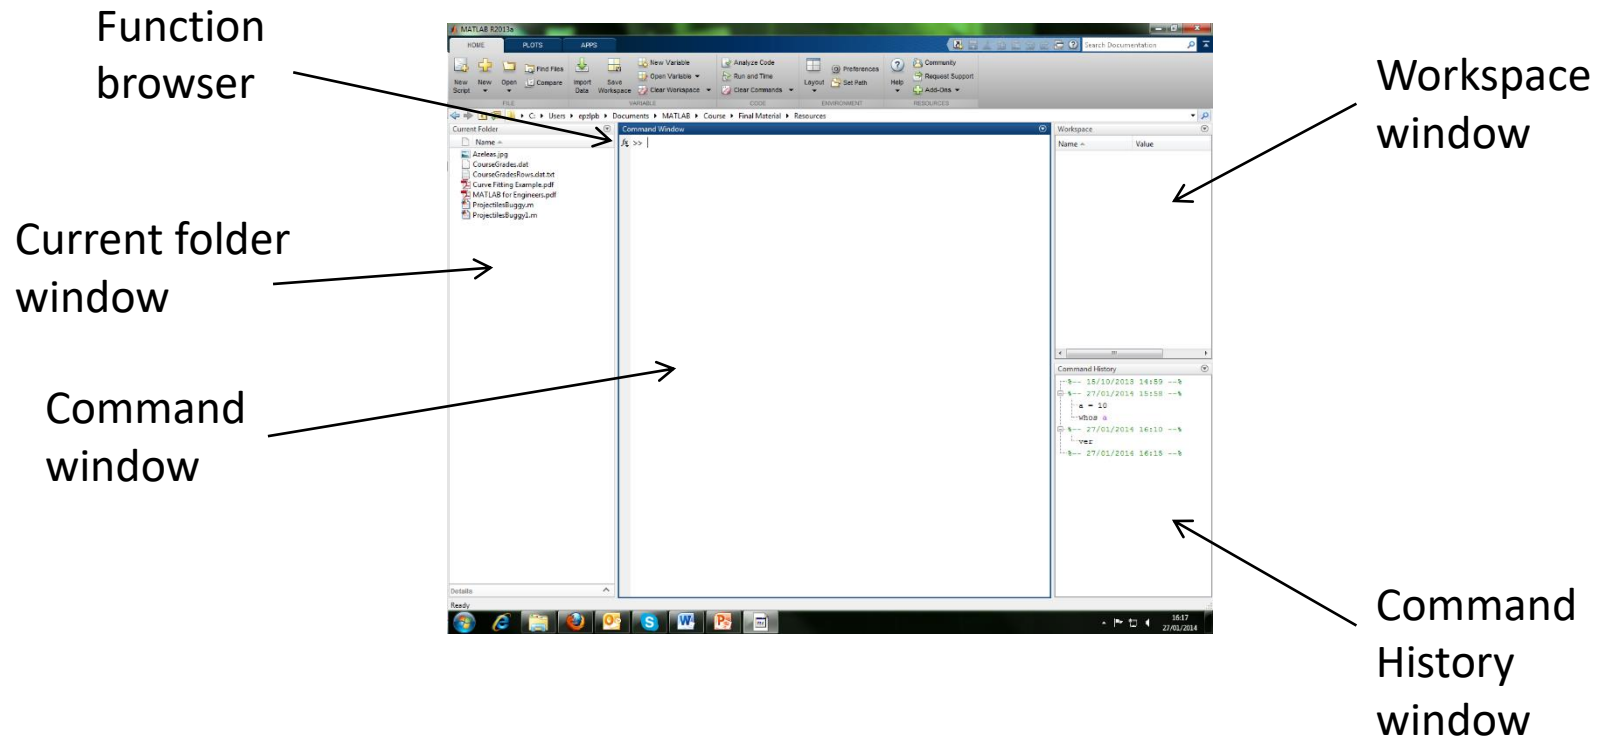 Function
browser
Current folder
window
Command
window
Workspace
window
Command
History
window
MATLAB R2013a
HOME PLOTS APPS
Search Documentation
New Script
New
Open
Find Files
Compare
Import Data
Save Workspace
New Variable
Open Variable
Clear Workspace
Analyze Code
Run and Time
Clear Commands
Layout
Preferences
Set Path
Help
Community
Request Support
Add-Ons
FILE VARIABLE CODE ENVIRONMENT RESOURCES
C: Users epzlpb Documents MATLAB Course Final Material Resources
Current Folder
Name
Azeleas.jpg
CourseGrades.dat
CourseGradesRows.dat.txt
Curve Fitting Example.pdf
MATLAB for Engineers.pdf
ProjectilesBuggy.m
ProjectilesBuggy1.m
Details
Ready
Command Window
fx >>
Workspace
Name Value
Command History
%-- 15/10/2013 14:59 --%
%-- 27/01/2014 15:58 --%
a = 10
whos a
%-- 27/01/2014 16:10 --%
ver
%-- 27/01/2014 16:15 --%
16:17
27/01/2014